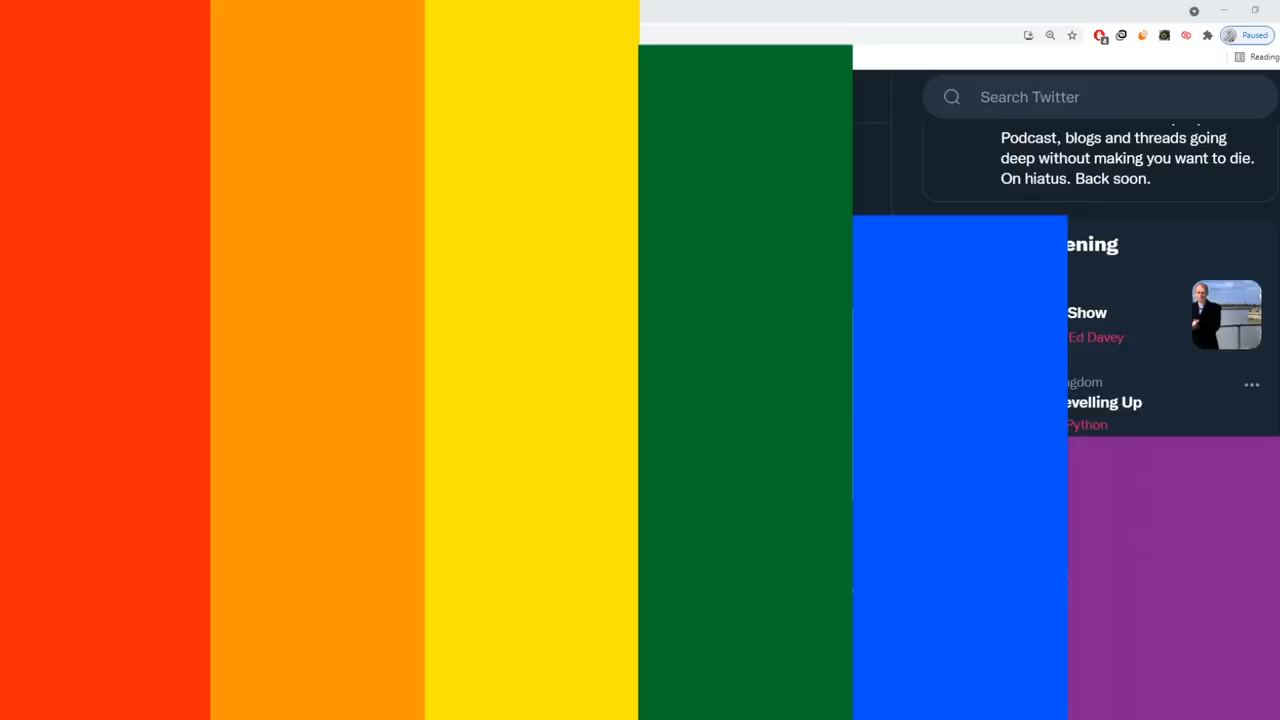 Paused
Reading
Search Twitter
Podcast, blogs and threads going
deep without making you want to die.
On hiatus. Back soon.
ening
Show
Ed Davey
gdom
evelling Up
Python